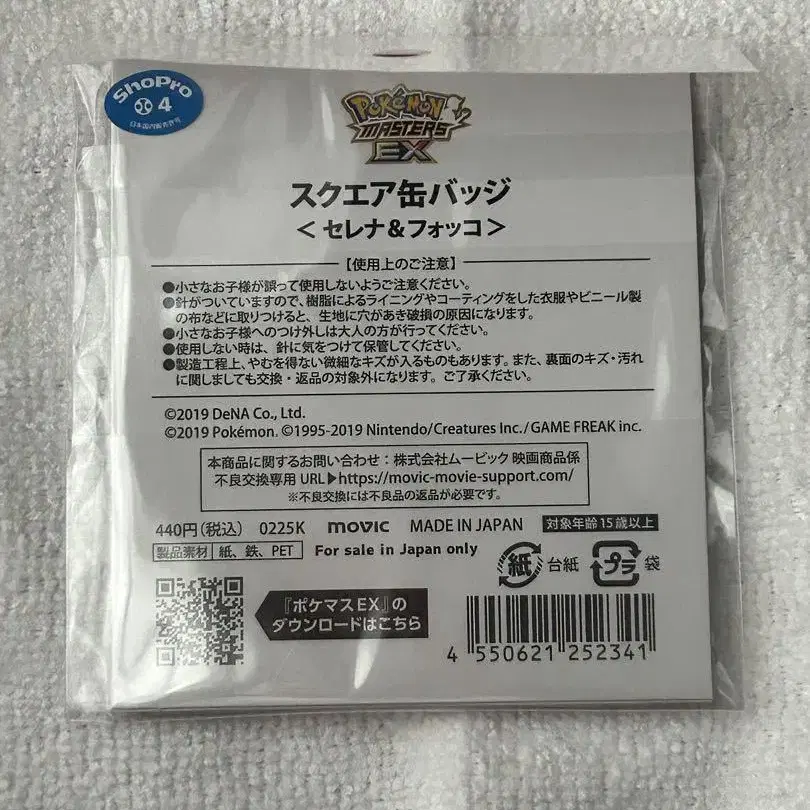 ShoPro
4
日本国内販売許可
POKÉMON
MASTERS
EX
スクエア缶バッジ
<セレナ&フォッコ>
【使用上のご注意】
●小さなお子様が誤って使用しないようご注意ください。
●針がついていますので、樹脂によるライニングやコーティングをした衣服やビニール製
の布などに取りつけると、生地に穴があき破損の原因になります。
●小さなお子様へのつけ外しは大人の方が行ってください。
●使用しない時は、針に気をつけて保管してください。
●製造工程上、やむを得ない微細なキズが入るものもあります。また、裏面のキズ・汚れ
に関しましても交換・返品の対象外になります。ご了承ください。
©2019 DeNA Co., Ltd.
©2019 Pokémon. ©1995-2019 Nintendo/Creatures Inc./GAME FREAK inc.
本商品に関するお問い合わせ:株式会社ムービック 映画商品係
不良交換専用 URL▶https://movic-movie-support.com/
※不良交換には不良品の返品が必要です。
440円(税込) 0225K movic MADE IN JAPAN 対象年齢15歳以上
製品素材 紙、鉄、PET For sale in Japan only
紙 台紙 プラ 袋
『ポケマスEX』の
ダウンロードはこちら
4 550621 252341